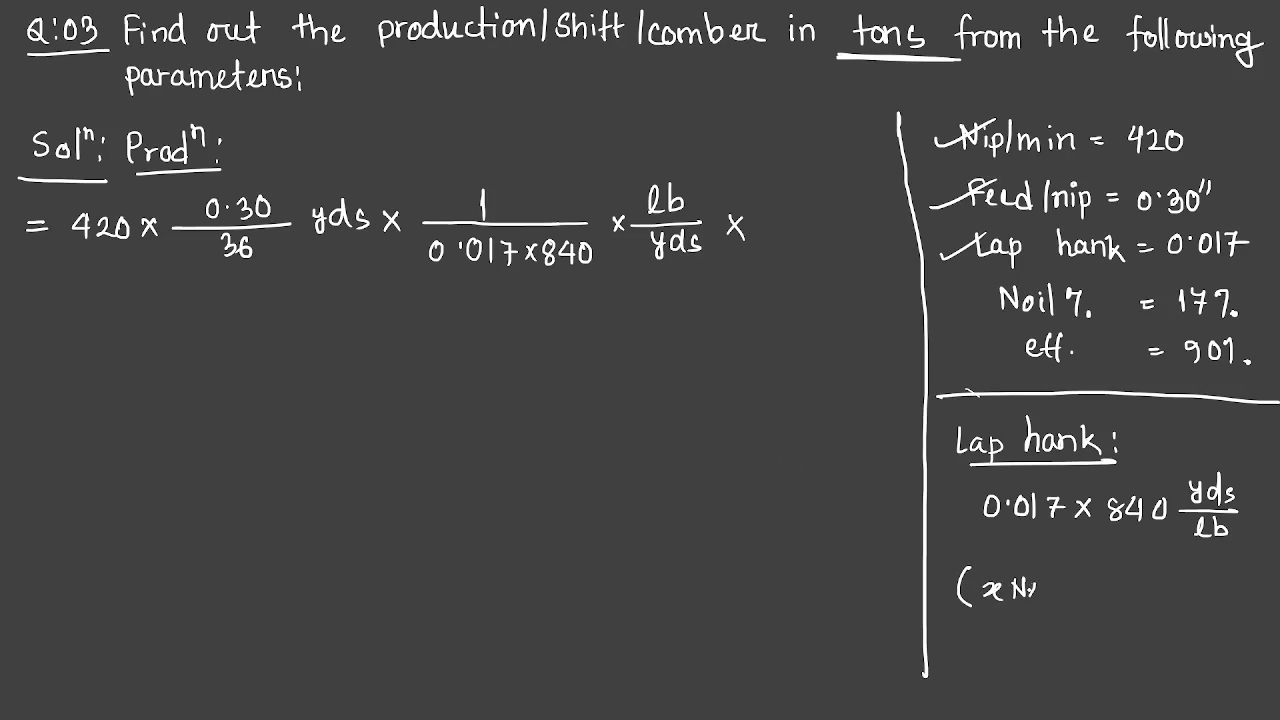 Q:03 Find out the production/Shift/comber in tons from the following
parameters:
Solⁿ: Prodⁿ:
= 420 × 0.30/36 yds × 1/(0.017×840) × lb/yds ×
Nip/min = 420
Feed/nip = 0.30"
Lap hank = 0.017
Noil %. = 17%.
eff. = 90%.
Lap hank:
0.017 × 840 yds/lb
(x N